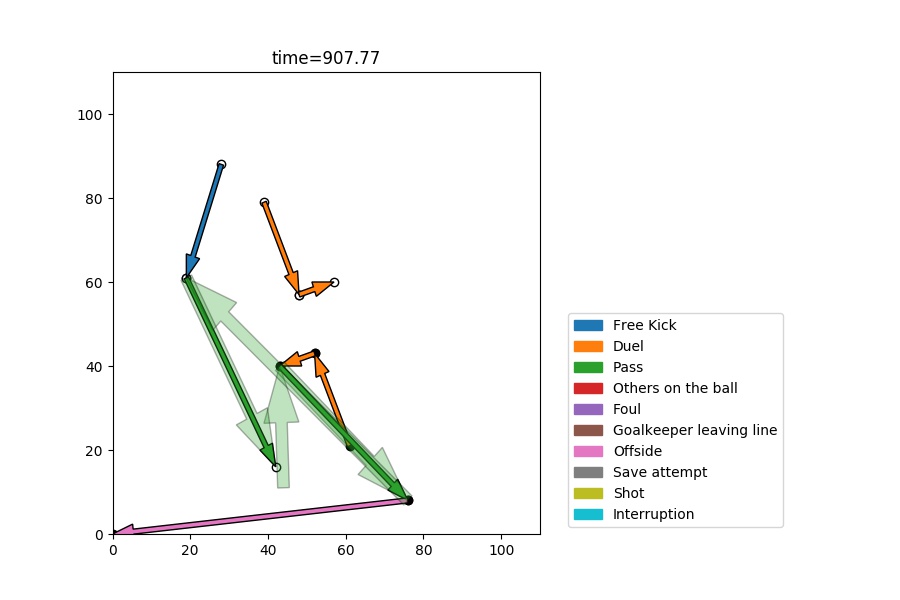 time=907.77
100
80
60
40
20
0
0 20 40 60 80 100
Free Kick
Duel
Pass
Others on the ball
Foul
Goalkeeper leaving line
Offside
Save attempt
Shot
Interruption